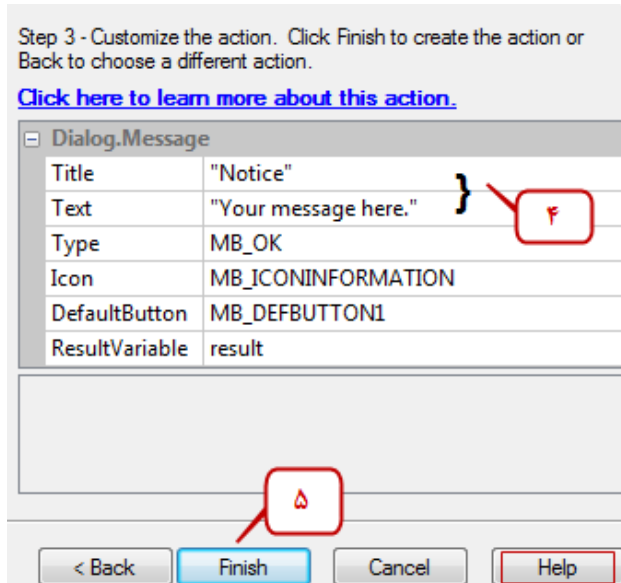 Step 3 - Customize the action. Click Finish to create the action or
Back to choose a different action.
Click here to learn more about this action.
Dialog.Message
Title "Notice"
Text "Your message here."
}
۴
Type MB_OK
Icon MB_ICONINFORMATION
DefaultButton MB_DEFBUTTON1
ResultVariable result
۵
< Back Finish Cancel Help